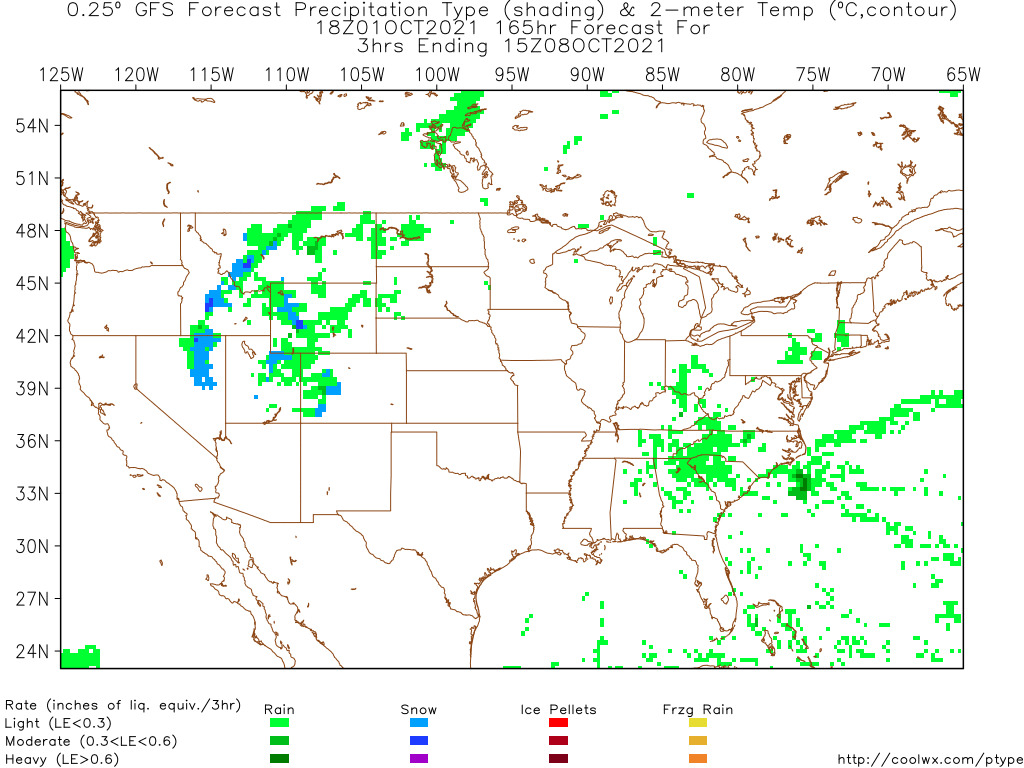 0.25º GFS Forecast Precipitation Type (shading) & 2-meter Temp (ºC,contour)
18Z01OCT2021 165hr Forecast For
3hrs Ending 15Z08OCT2021
125W 120W 115W 110W 105W 100W 95W 90W 85W 80W 75W 70W 65W
54N
51N
48N
45N
42N
39N
36N
33N
30N
27N
24N
Rate (inches of liq. equiv./3hr) Rain Snow Ice Pellets Frzg Rain
Light (LE<0.3)
Moderate (0.3<LE<0.6)
Heavy (LE>0.6)
http://coolwx.com/ptype